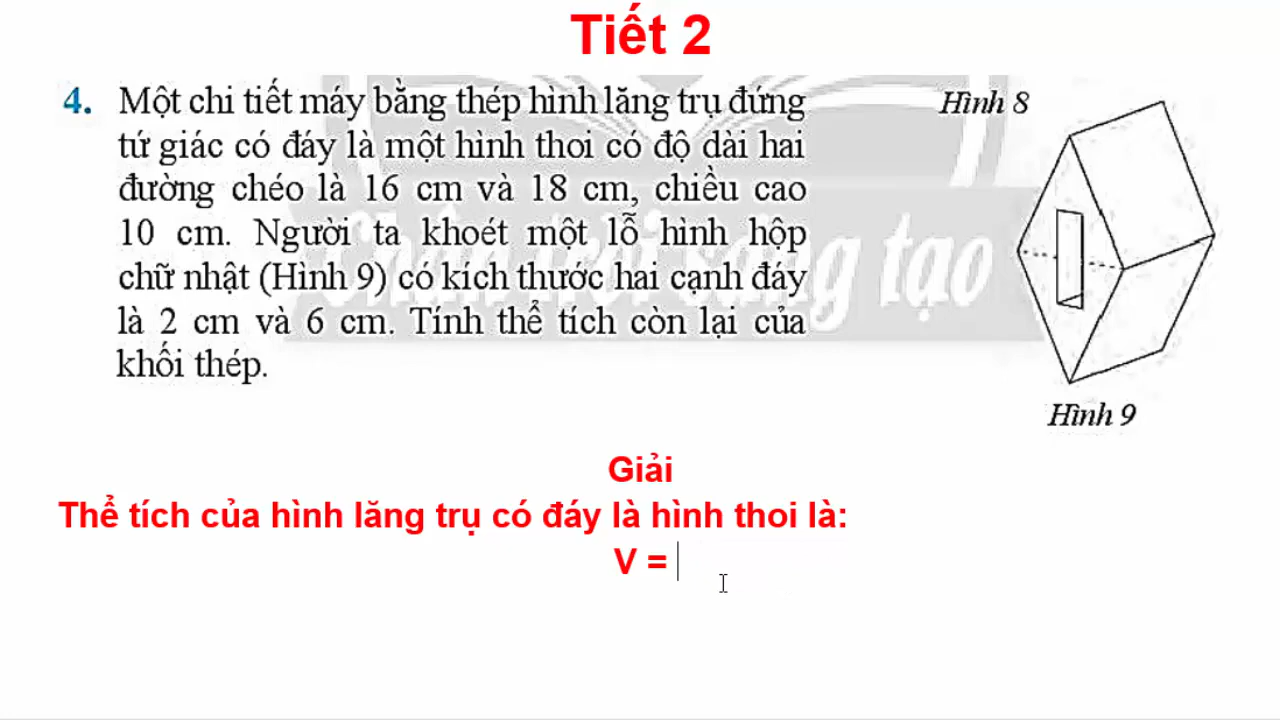 Tiết 2
4. Một chi tiết máy bằng thép hình lăng trụ đứng
tứ giác có đáy là một hình thoi có độ dài hai
đường chéo là 16 cm và 18 cm, chiều cao
10 cm. Người ta khoét một lỗ hình hộp
chữ nhật (Hình 9) có kích thước hai cạnh đáy
là 2 cm và 6 cm. Tính thể tích còn lại của
khối thép.
Hình 8
Chân trời sáng tạo
Hình 9
Giải
Thể tích của hình lăng trụ có đáy là hình thoi là:
V =